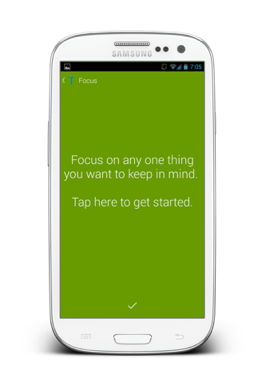 SAMSUNG
7:05
Focus
Focus on any one thing
you want to keep in mind.
Tap here to get started.